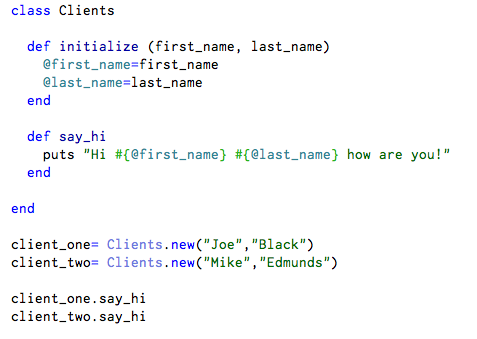 class Clients
  def initialize (first_name, last_name)
    @first_name=first_name
    @last_name=last_name
  end
  def say_hi
    puts "Hi #{@first_name} #{@last_name} how are you!"
  end
end
client_one= Clients.new("Joe","Black")
client_two= Clients.new("Mike","Edmunds")
client_one.say_hi
client_two.say_hi